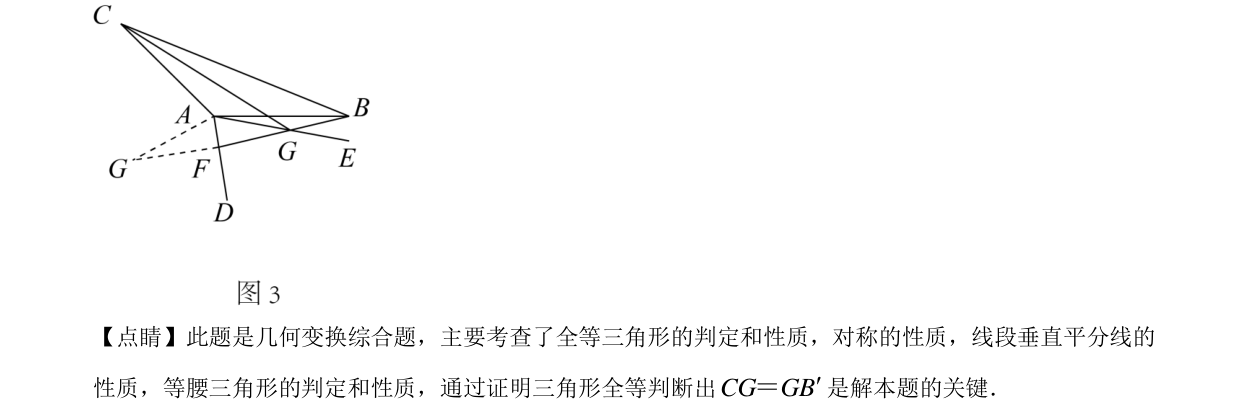 C
A
B
G
F
G
E
D
图 3
【点睛】此题是几何变换综合题，主要考查了全等三角形的判定和性质，对称的性质，线段垂直平分线的
性质，等腰三角形的判定和性质，通过证明三角形全等判断出 CG=GB′ 是解本题的关键．